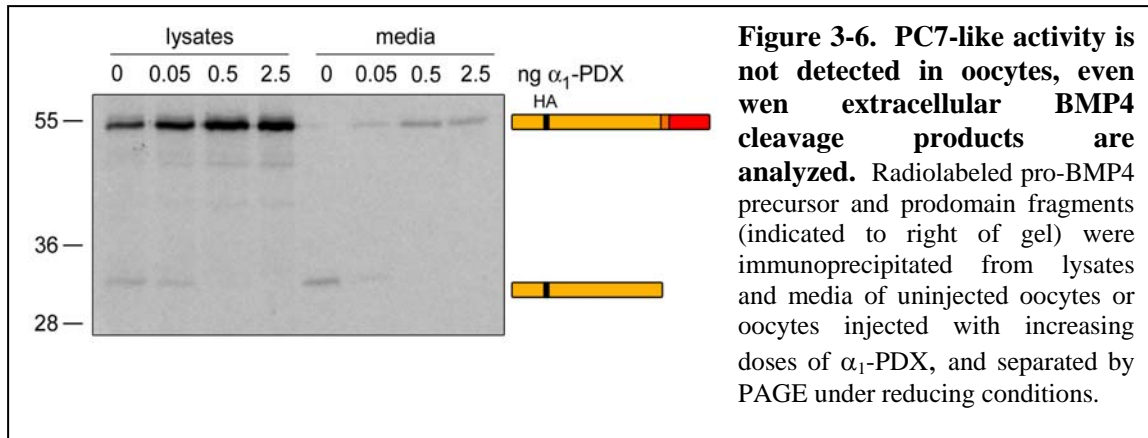 lysates media
0 0.05 0.5 2.5 0 0.05 0.5 2.5 ng α₁-PDX
HA
55
36
28
Figure 3-6. PC7-like activity is
not detected in oocytes, even
wen extracellular BMP4
cleavage products are
analyzed. Radiolabeled pro-BMP4
precursor and prodomain fragments
(indicated to right of gel) were
immunoprecipitated from lysates
and media of uninjected oocytes or
oocytes injected with increasing
doses of α₁-PDX, and separated by
PAGE under reducing conditions.